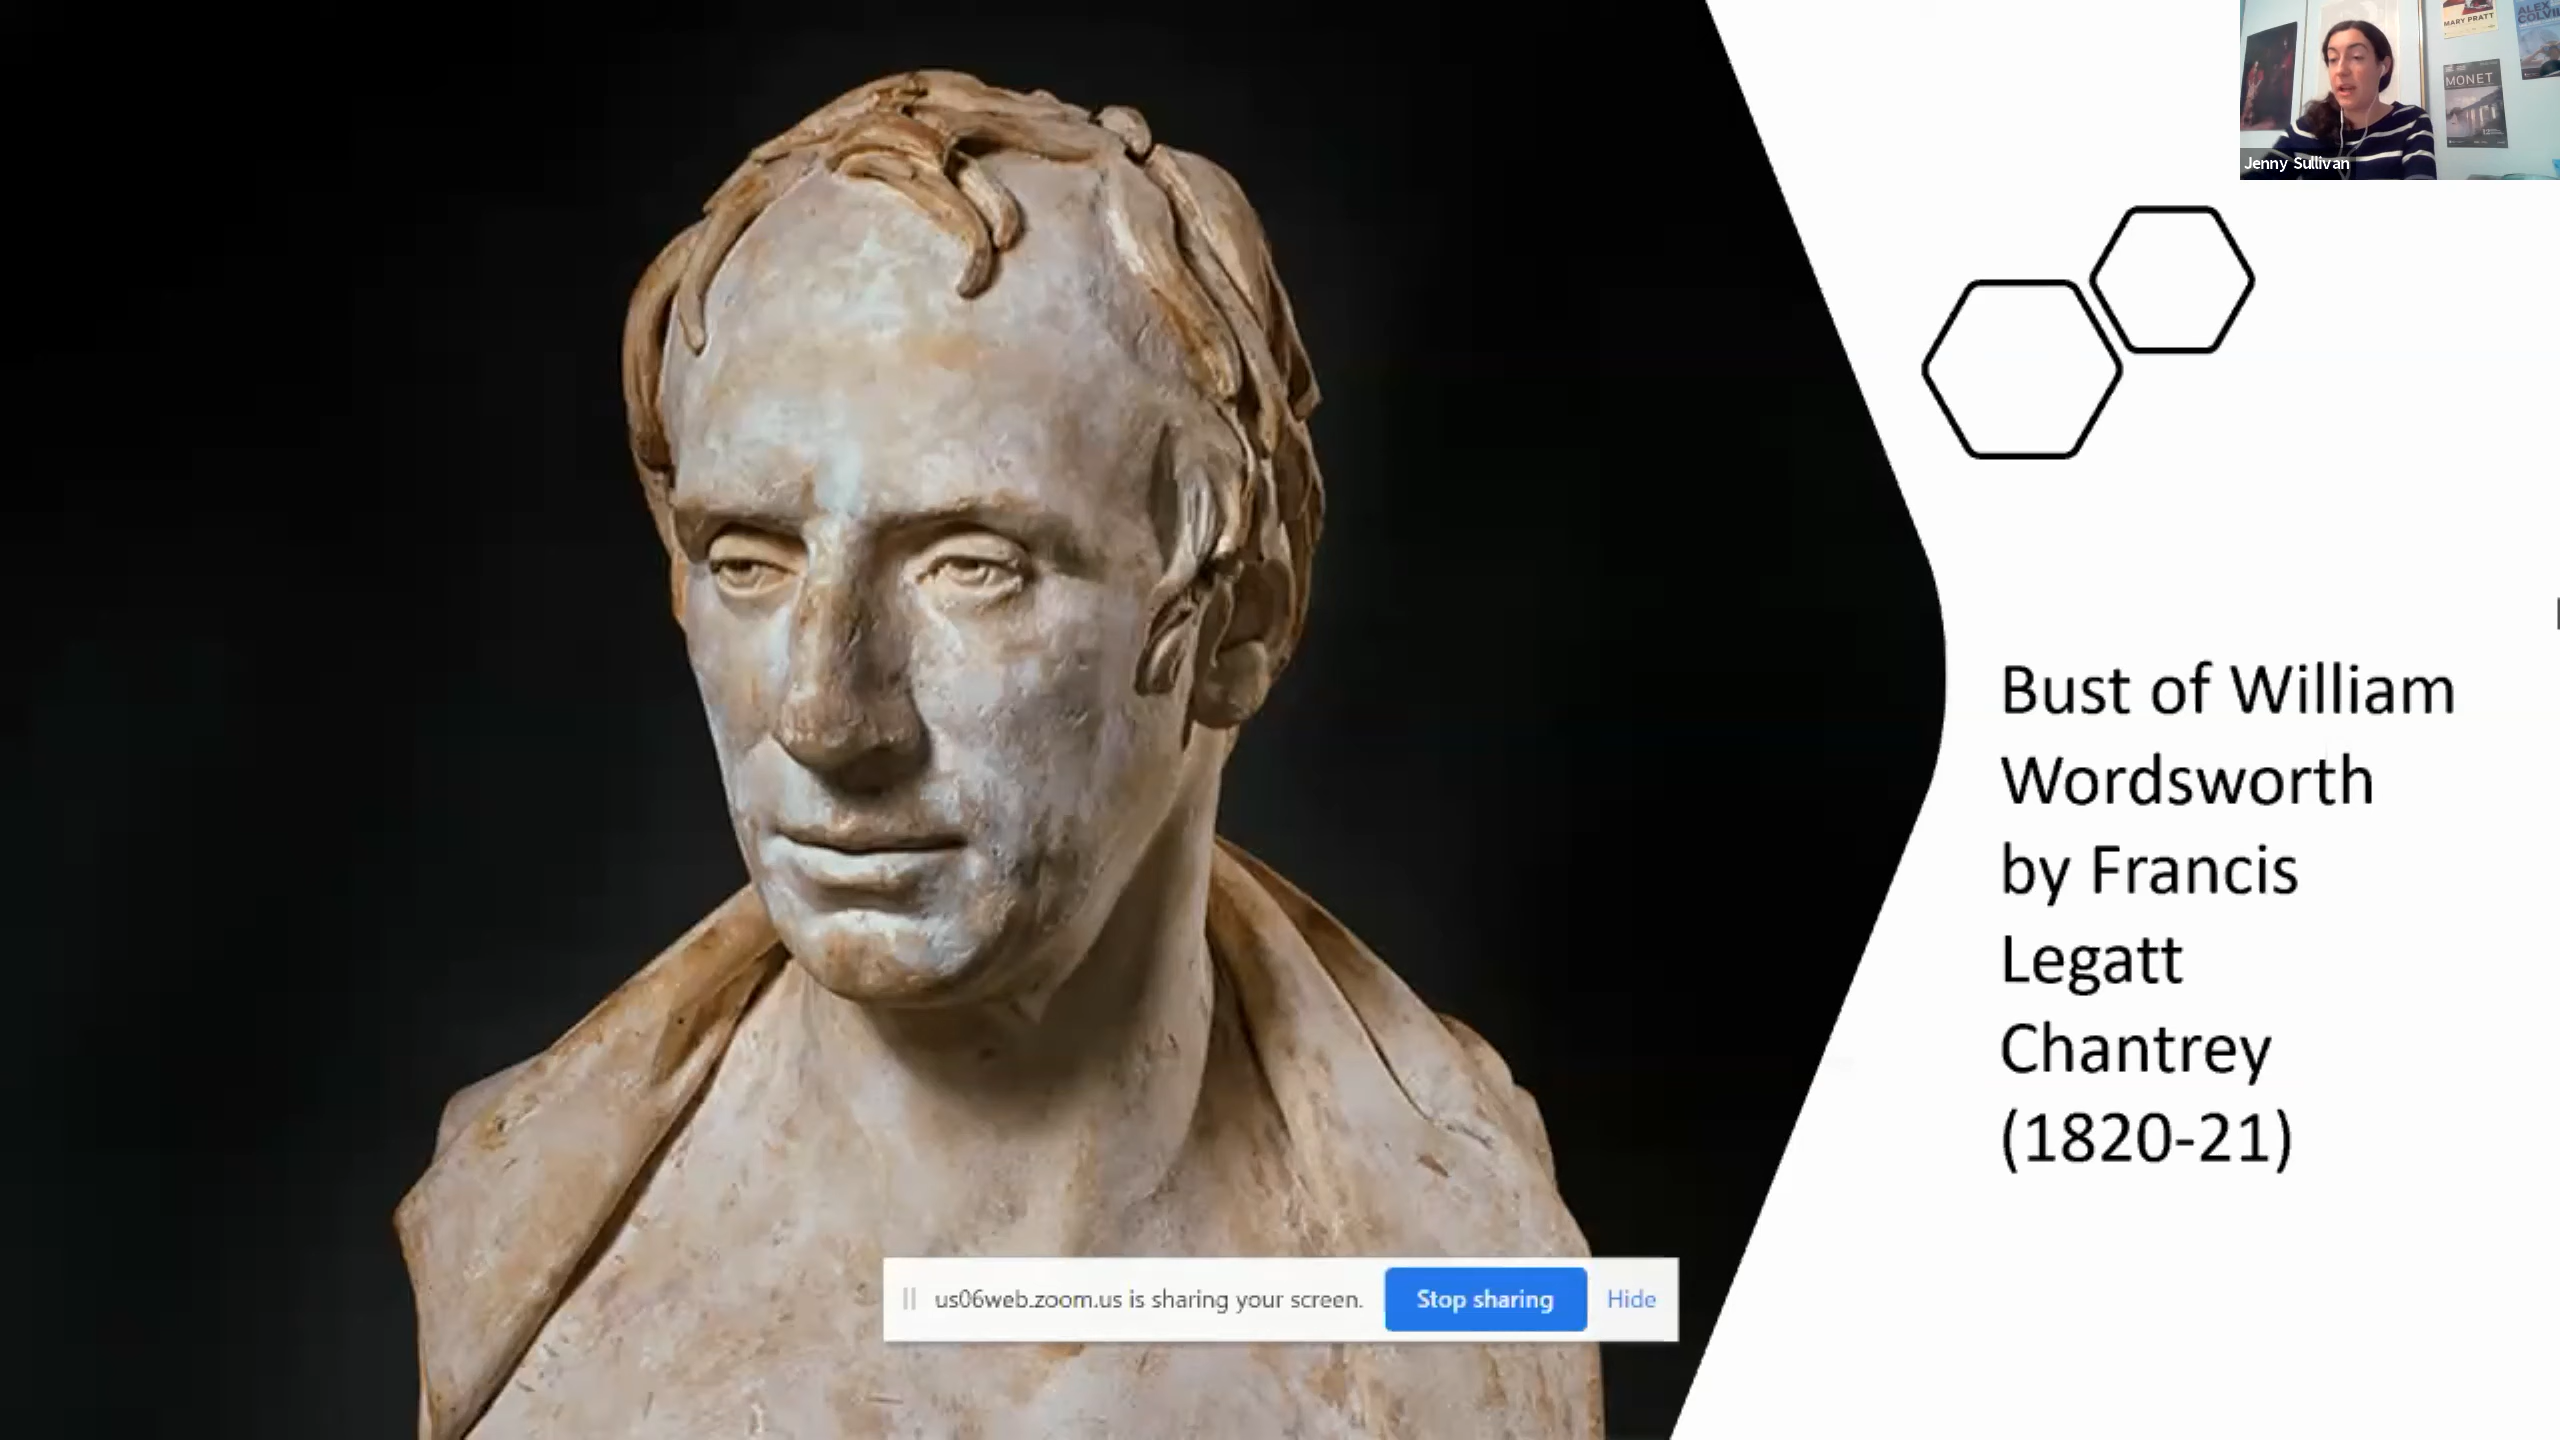 MARY PRATT
ALEX
MONET
Jenny Sullivan
Bust of William
Wordsworth
by Francis
Legatt
Chantrey
(1820-21)
us06web.zoom.us is sharing your screen.
Stop sharing
Hide